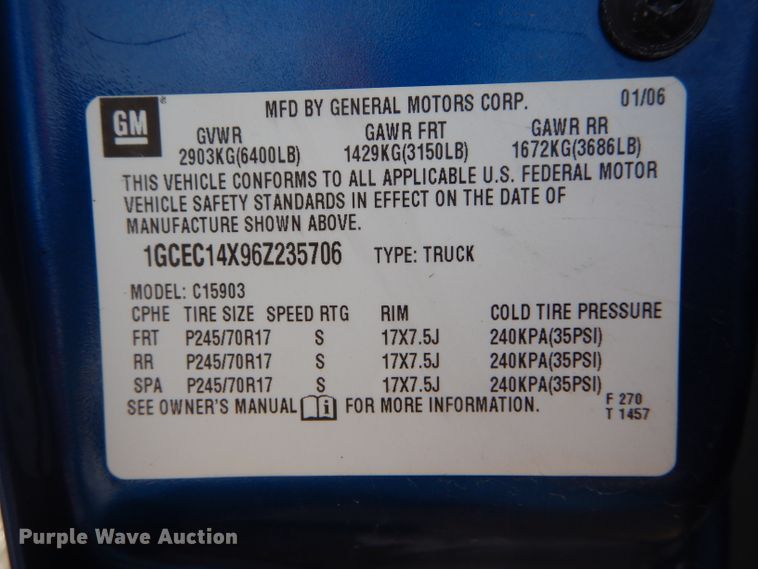 GM®
MFD BY GENERAL MOTORS CORP. 01/06
GVWR GAWR FRT GAWR RR
2903KG(6400LB) 1429KG(3150LB) 1672KG(3686LB)
THIS VEHICLE CONFORMS TO ALL APPLICABLE U.S. FEDERAL MOTOR
VEHICLE SAFETY STANDARDS IN EFFECT ON THE DATE OF
MANUFACTURE SHOWN ABOVE.
1GCEC14X96Z235706 TYPE: TRUCK
MODEL: C15903
CPHE TIRE SIZE SPEED RTG RIM COLD TIRE PRESSURE
FRT P245/70R17 S 17X7.5J 240KPA(35PSI)
RR P245/70R17 S 17X7.5J 240KPA(35PSI)
SPA P245/70R17 S 17X7.5J 240KPA(35PSI)
SEE OWNER'S MANUAL i FOR MORE INFORMATION. F 270
T 1457
Purple Wave Auction